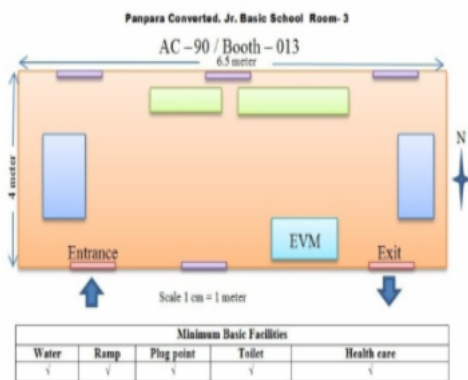 Panpara Converted. Jr. Basic School Room- 3
AC –90 / Booth – 013
6.5 meter
4 meter
N
EVM
Entrance
Exit
Scale 1 cm = 1 meter
Minimum Basic Facilities
Water Ramp Plug point Toilet Health care
√ √ √ √ √